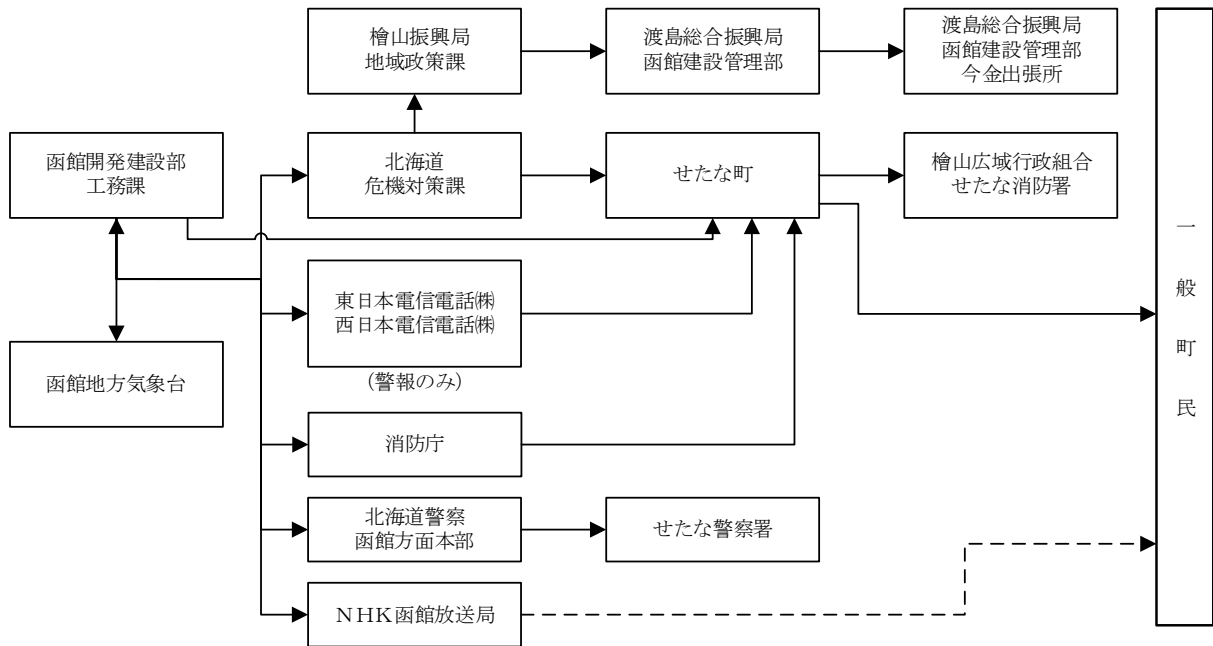 檜山振興局
地域政策課
渡島総合振興局
函館建設管理部
渡島総合振興局
函館建設管理部
今金出張所
函館開発建設部
工務課
北海道
危機対策課
せたな町
檜山広域行政組合
せたな消防署
一般町民
東日本電信電話㈱
西日本電信電話㈱
(警報のみ)
函館地方気象台
消防庁
北海道警察
函館方面本部
せたな警察署
ＮＨＫ函館放送局